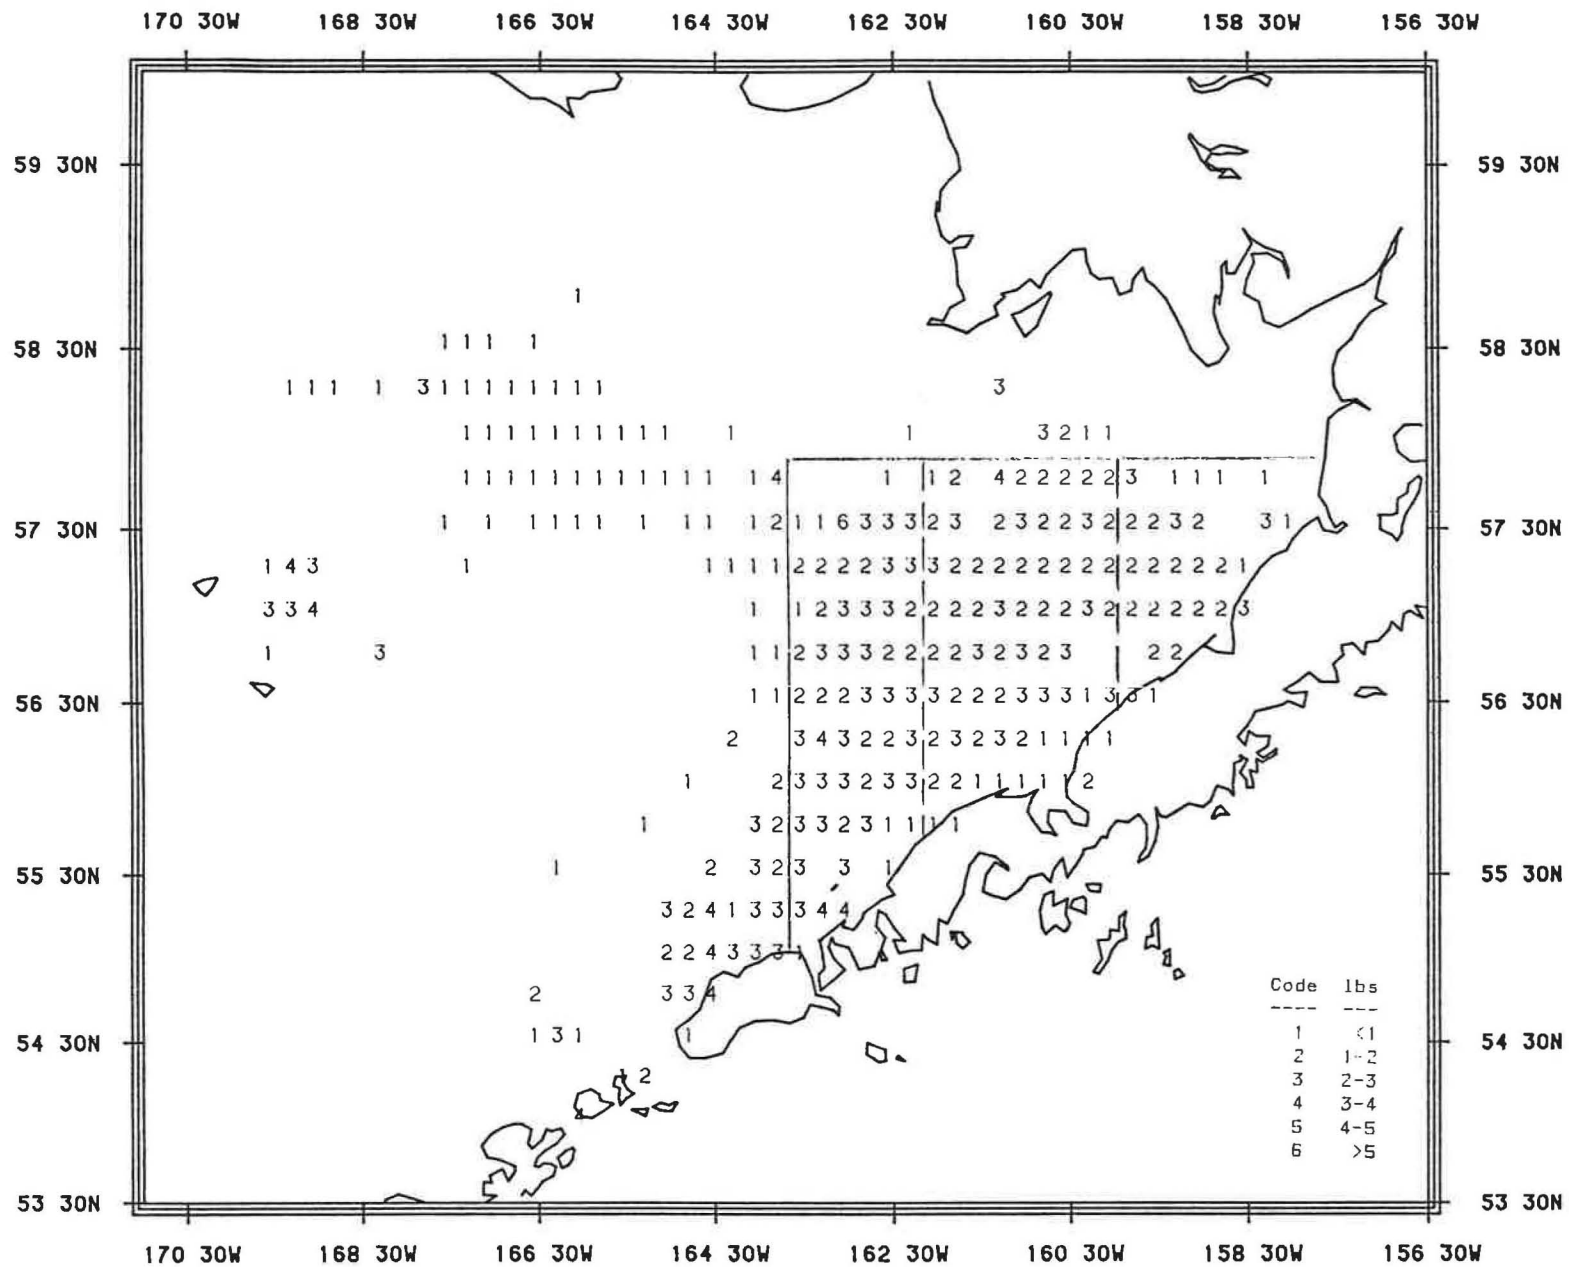 170 30W 168 30W 166 30W 164 30W 162 30W 160 30W 158 30W 156 30W
59 30N 59 30N
1
58 30N 1 1 1 1 58 30N
1 1 1 1 3 1 1 1 1 1 1 1 1 3
1 1 1 1 1 1 1 1 1 1 1 1 3 2 1 1
1 1 1 1 1 1 1 1 1 1 1 1 1 4 1 1 2 4 2 2 2 2 2 3 1 1 1 1
57 30N 1 1 1 1 1 1 1 1 1 1 2 1 1 6 3 3 3 2 3 2 3 2 2 3 2 2 2 3 2 3 1 57 30N
1 4 3 1 1 1 1 1 2 2 2 2 3 3 3 2 2 2 2 2 2 2 2 2 2 2 2 2 1
3 3 4 1 1 2 3 3 3 2 2 2 2 3 2 2 2 3 2 2 2 2 2 2 3
1 3 1 1 2 3 3 3 2 2 2 2 2 3 2 3 2 3 2 2
56 30N 1 1 2 2 2 3 3 3 3 2 2 2 3 3 3 1 3 3 1 56 30N
2 3 4 3 2 2 3 2 3 2 3 2 1 1 1 1
1 2 3 3 3 2 3 3 2 2 1 1 1 1 1 2
1 3 2 3 3 2 3 1 1 1 1
55 30N 1 2 3 2 3 3 1 55 30N
3 2 4 1 3 3 3 4 4
2 2 4 3 3 3 1
2 3 3 4
Code lbs
---- ---
54 30N 1 3 1 1 54 30N
1 <1
2 1-2
1 2
3 2-3
4 3-4
5 4-5
6 >5
53 30N 53 30N
170 30W 168 30W 166 30W 164 30W 162 30W 160 30W 158 30W 156 30W